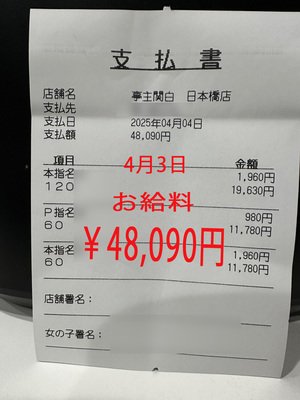 支払書
店舗名 亭主関白 日本橋店
支払先
支払日 2025年04月04日
支払額 48,090円
項目 金額
4月3日
本指名 1,960円
120 19,630円
お給料
P指名 980円
60 11,780円
¥48,090円
本指名 1,960円
60 11,780円
店舗署名:
女の子署名: